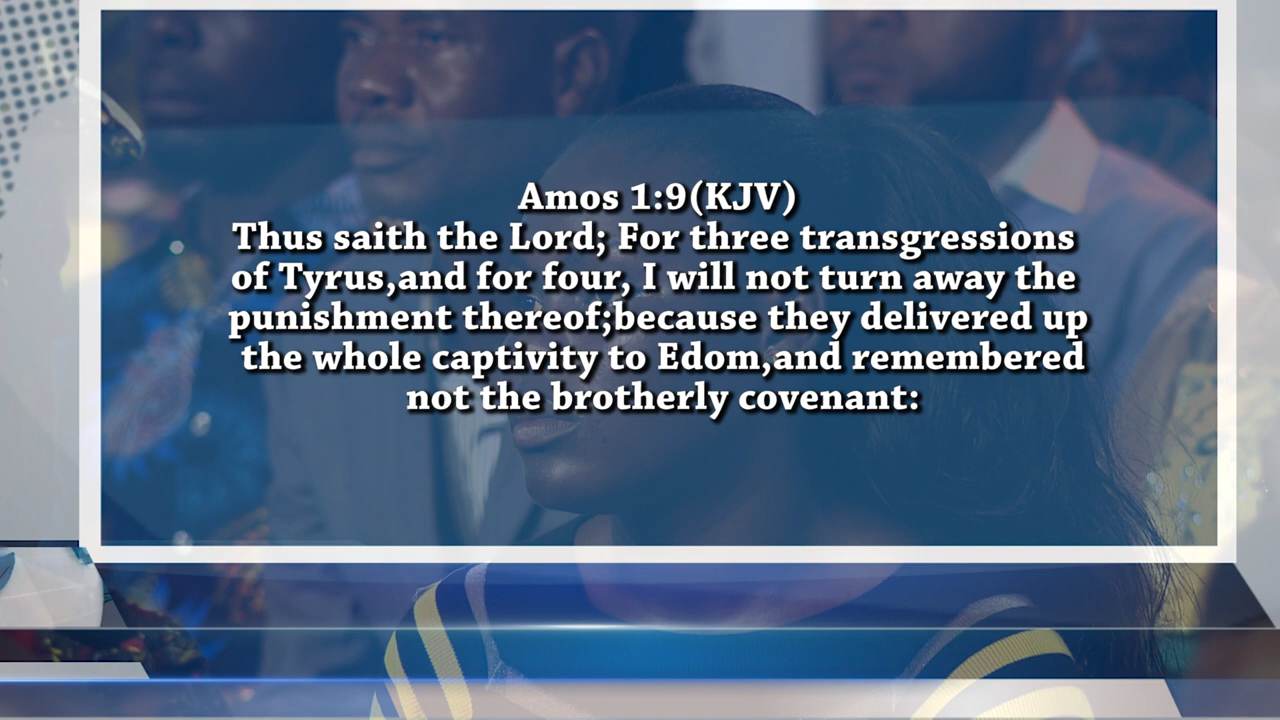 Amos 1:9(KJV)
Thus saith the Lord; For three transgressions
of Tyrus,and for four, I will not turn away the
punishment thereof;because they delivered up
the whole captivity to Edom,and remembered
not the brotherly covenant: